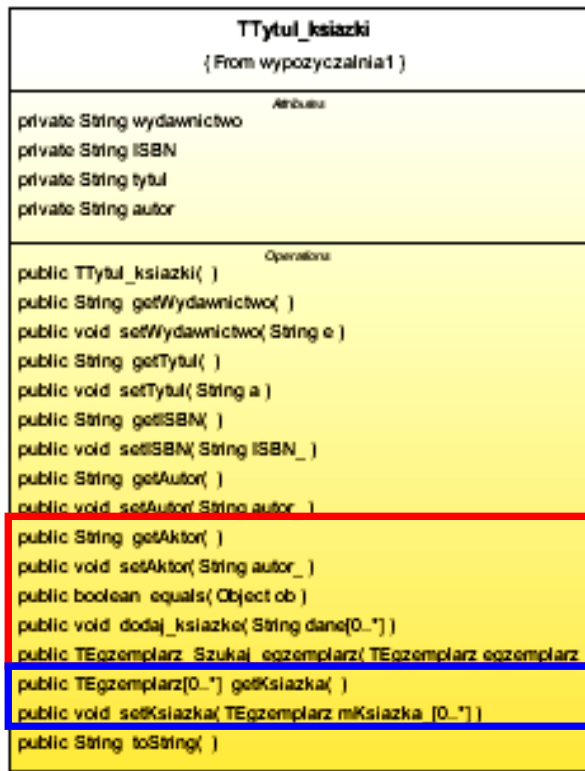 TTytul_ksiazki
{ From wypozyczalnia1 }
Attributes
private String wydawnictwo
private String ISBN
private String tytul
private String autor
Operations
public TTytul_ksiazki( )
public String getWydawnictwo( )
public void setWydawnictwo( String e )
public String getTytul( )
public void setTytul( String a )
public String getISBN( )
public void setISBN( String ISBN_ )
public String getAutor( )
public void setAutor( String autor_ )
public String getAktor( )
public void setAktor( String autor_ )
public boolean equals( Object ob )
public void dodaj_ksiazke( String dane[0..*] )
public TEgzemplarz Szukaj_egzemplarz( TEgzemplarz egzemplarz
public TEgzemplarz[0..*] getKsiazka( )
public void setKsiazka( TEgzemplarz mKsiazka [0..*] )
public String toString( )